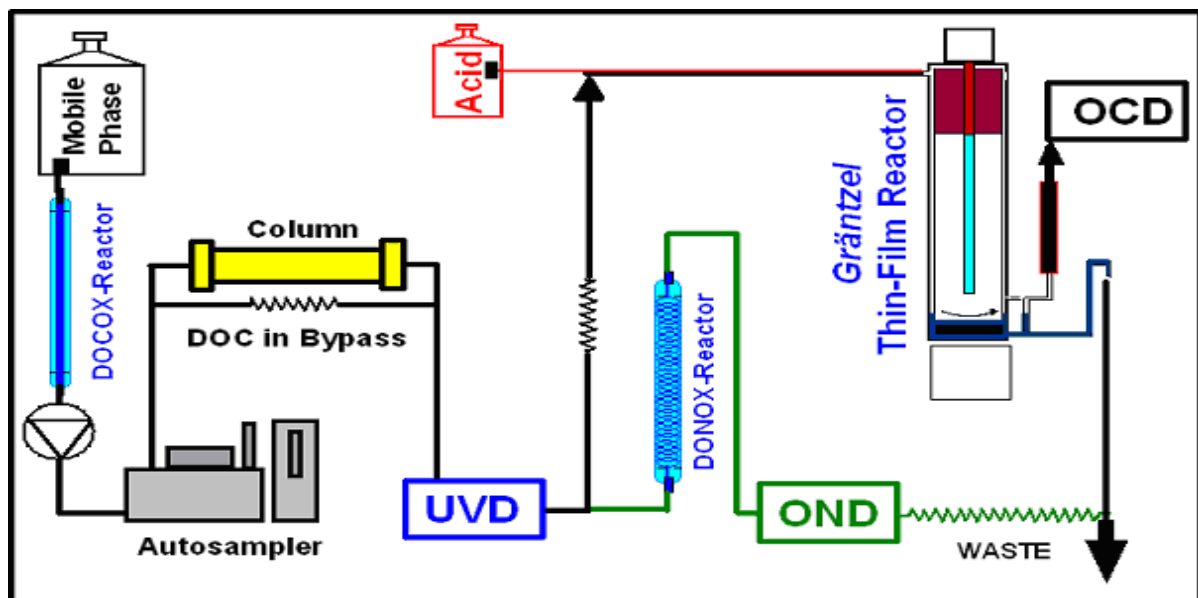 Mobile
Phase
DOCOX-Reactor
Column
DOC in Bypass
Autosampler
UVD
Acid
DONOX-Reactor
OND
WASTE
Gräntzel
Thin-Film Reactor
OCD